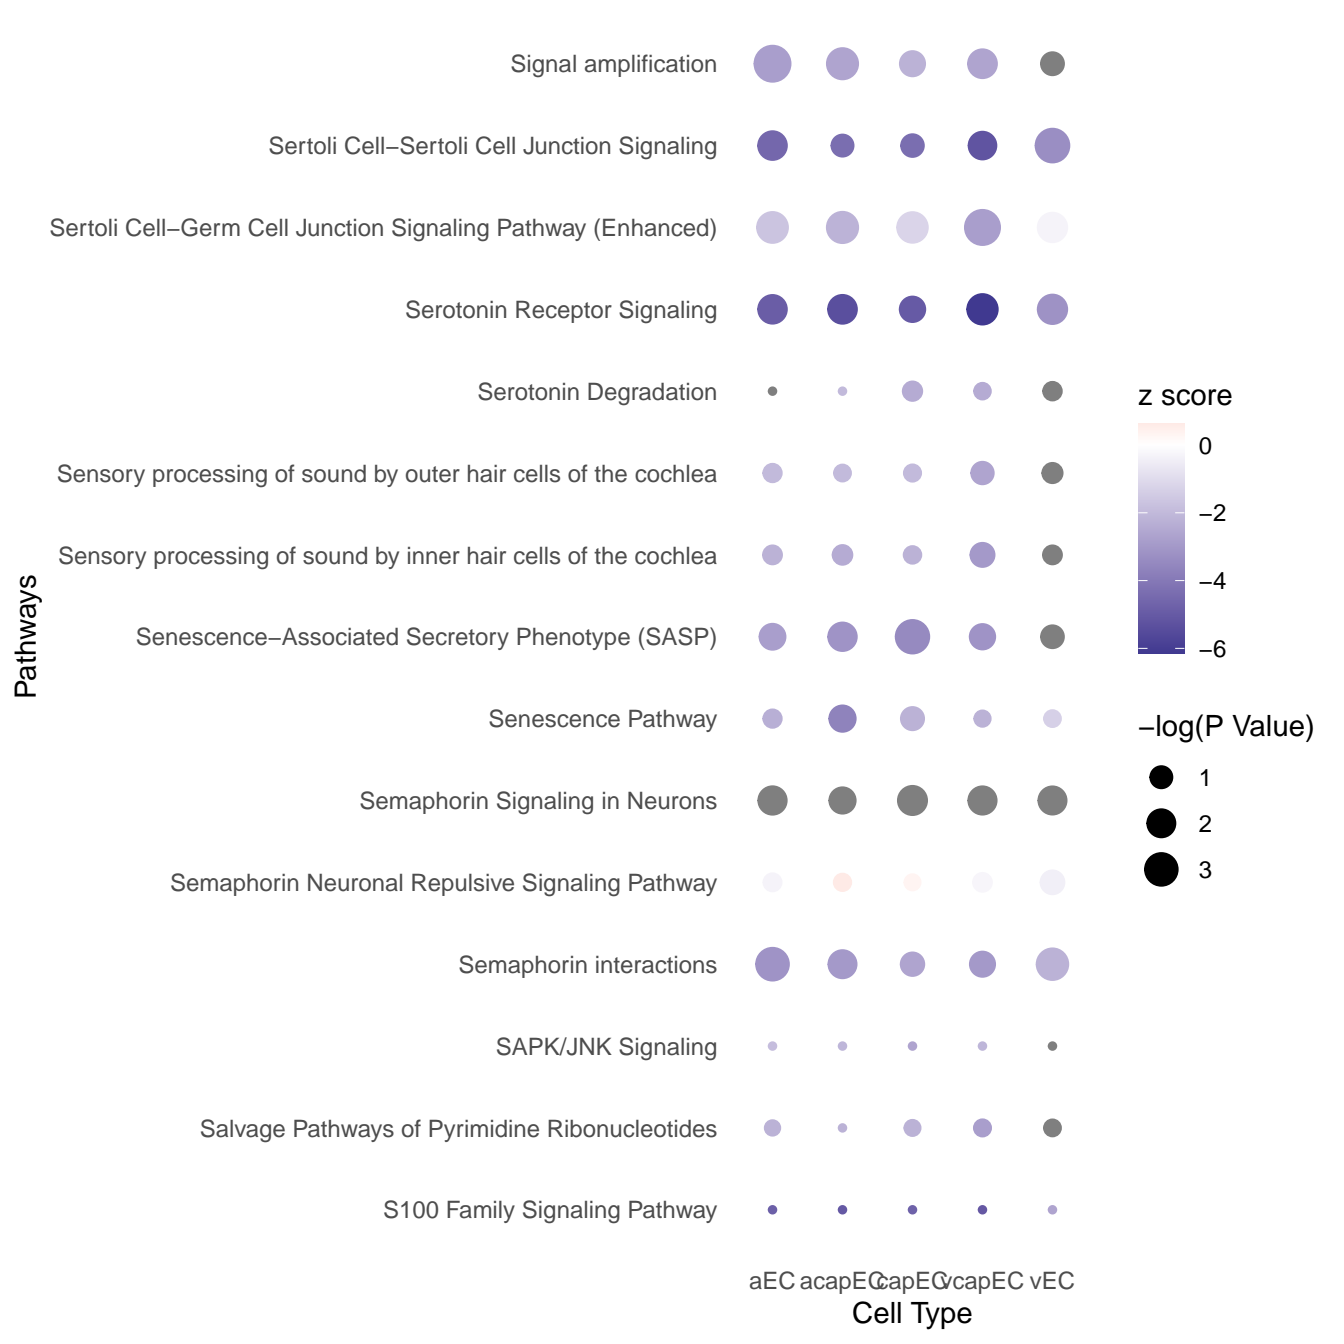 Signal amplification
Sertoli Cell−Sertoli Cell Junction Signaling
Sertoli Cell−Germ Cell Junction Signaling Pathway (Enhanced)
Serotonin Receptor Signaling
Serotonin Degradation
Sensory processing of sound by outer hair cells of the cochlea
Sensory processing of sound by inner hair cells of the cochlea
Senescence−Associated Secretory Phenotype (SASP)
Senescence Pathway
Semaphorin Signaling in Neurons
Semaphorin Neuronal Repulsive Signaling Pathway
Semaphorin interactions
SAPK/JNK Signaling
Salvage Pathways of Pyrimidine Ribonucleotides
S100 Family Signaling Pathway
Pathways
aEC acapEC capEC vcapEC vEC
Cell Type
z score
0
−2
−4
−6
−log(P Value)
1
2
3